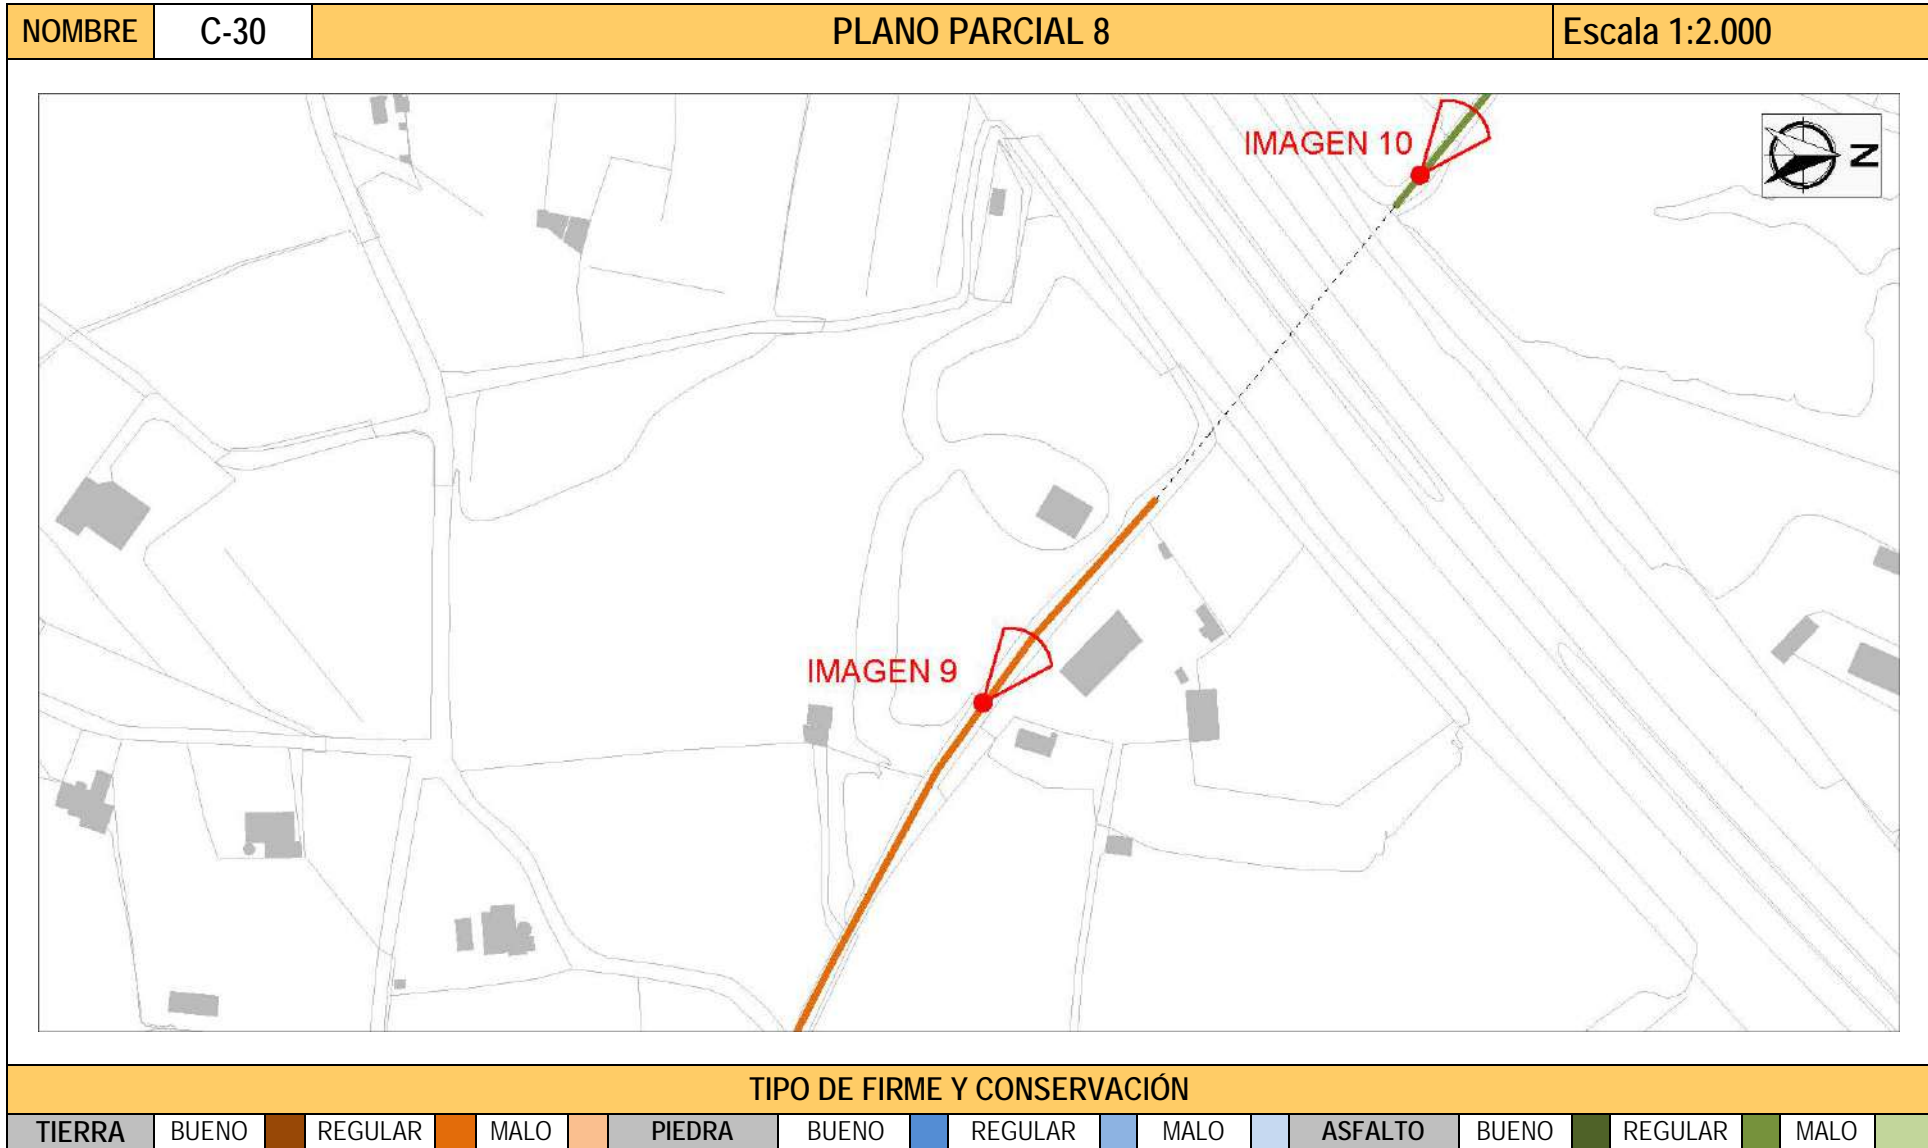 NOMBRE C-30 PLANO PARCIAL 8 Escala 1:2.000
IMAGEN 10
N
IMAGEN 9
TIPO DE FIRME Y CONSERVACIÓN
TIERRA BUENO REGULAR MALO PIEDRA BUENO REGULAR MALO ASFALTO BUENO REGULAR MALO